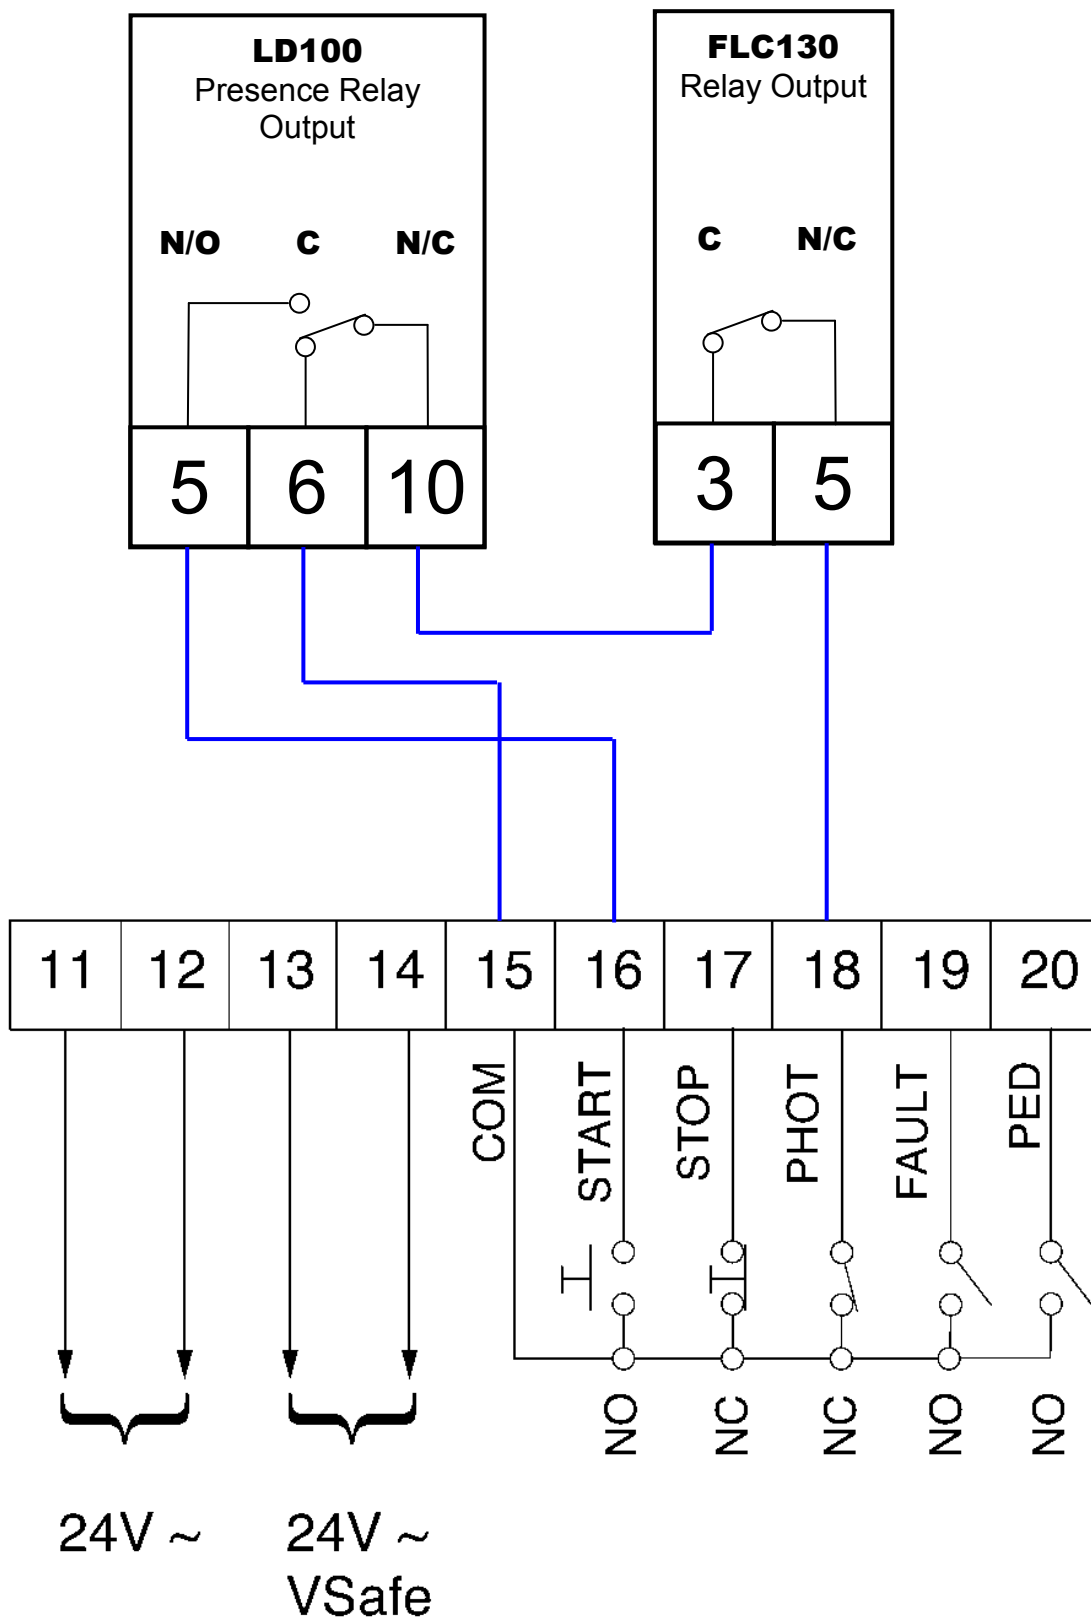 LD100
Presence Relay
Output
N/O C N/C
5 6 10
FLC130
Relay Output
C N/C
3 5
11 12 13 14 15 16 17 18 19 20
COM
START
STOP
PHOT
FAULT
PED
NO
NC
NC
NO
NO
24V ~
24V ~
VSafe